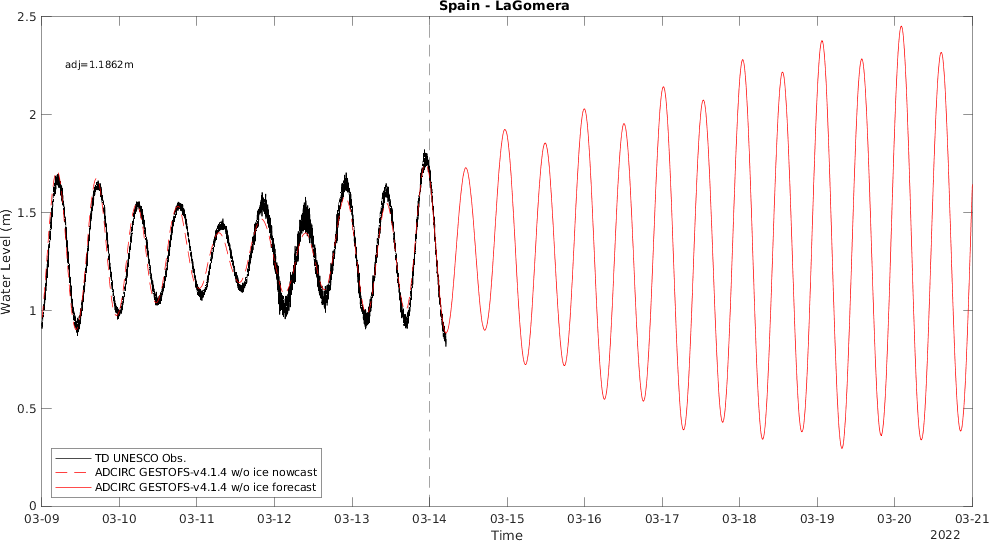 Spain - LaGomera
adj=1.1862m
2.5
2
1.5
1
0.5
0
Water Level (m)
TD UNESCO Obs.
ADCIRC GESTOFS-v4.1.4 w/o ice nowcast
ADCIRC GESTOFS-v4.1.4 w/o ice forecast
03-09 03-10 03-11 03-12 03-13 03-14 03-15 03-16 03-17 03-18 03-19 03-20 03-21
Time
2022